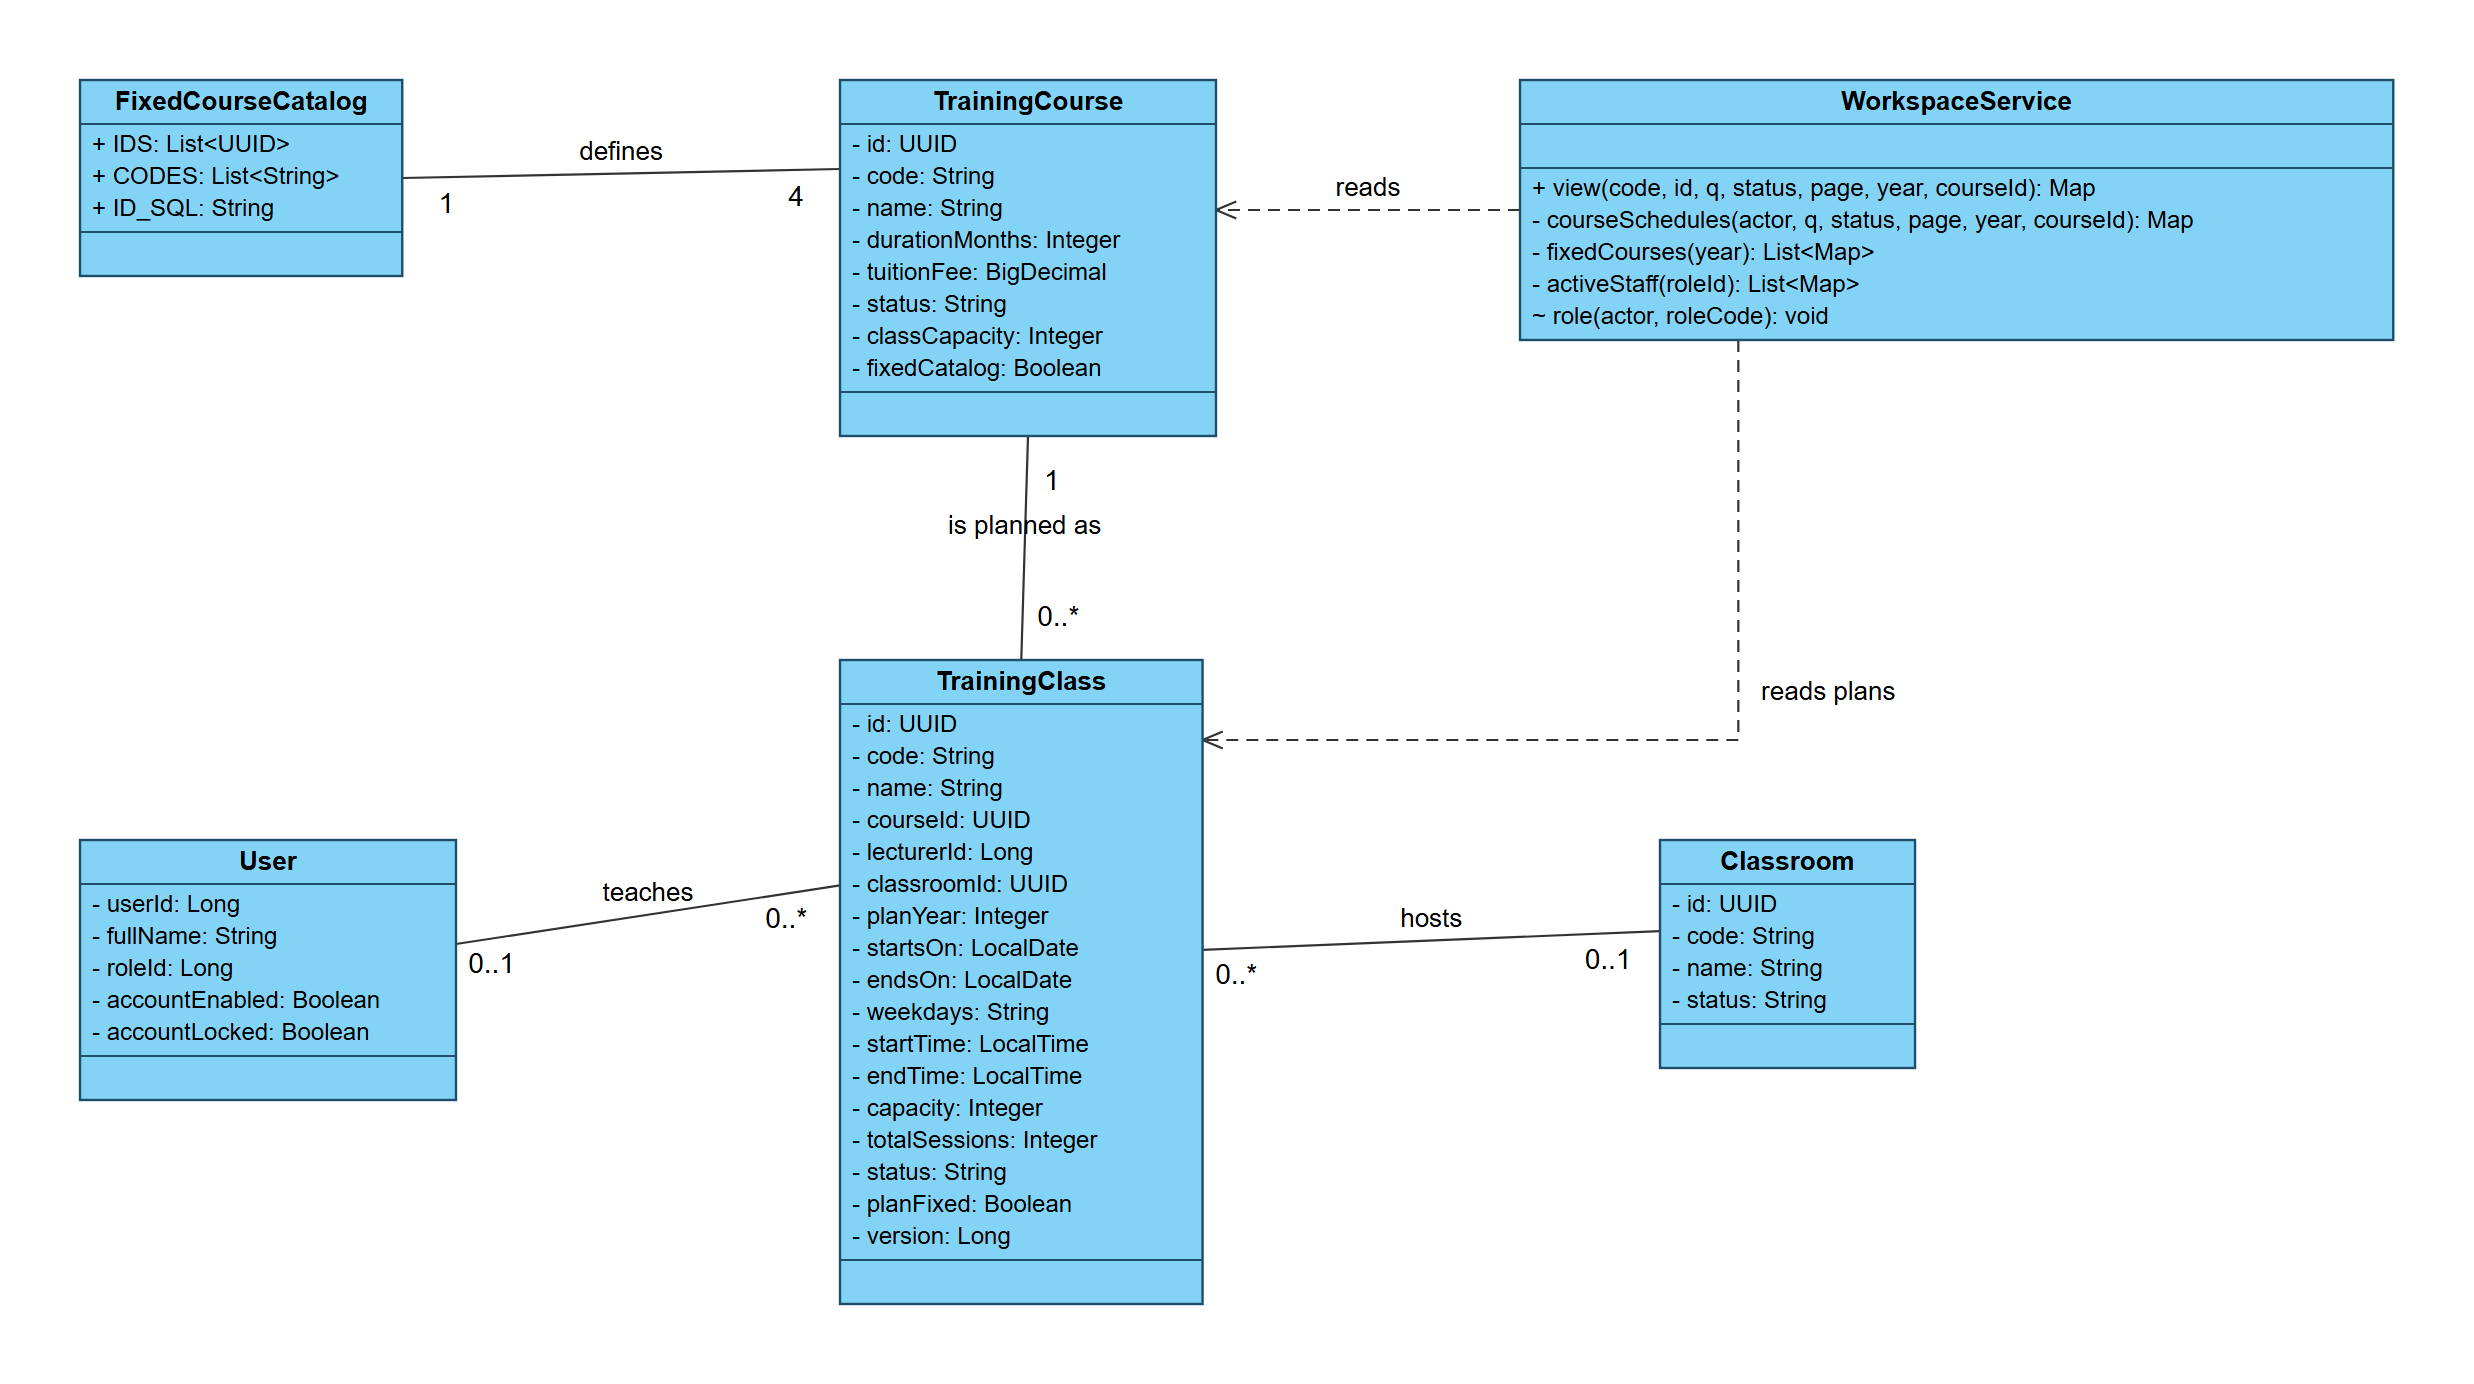 FixedCourseCatalog
+ IDS: List<UUID>
+ CODES: List<String>
+ ID_SQL: String
defines
1
4
TrainingCourse
- id: UUID
- code: String
- name: String
- durationMonths: Integer
- tuitionFee: BigDecimal
- status: String
- classCapacity: Integer
- fixedCatalog: Boolean
reads
WorkspaceService
+ view(code, id, q, status, page, year, courseId): Map
- courseSchedules(actor, q, status, page, year, courseId): Map
- fixedCourses(year): List<Map>
- activeStaff(roleId): List<Map>
~ role(actor, roleCode): void
1
is planned as
0..*
reads plans
TrainingClass
- id: UUID
- code: String
- name: String
- courseId: UUID
- lecturerId: Long
- classroomId: UUID
- planYear: Integer
- startsOn: LocalDate
- endsOn: LocalDate
- weekdays: String
- startTime: LocalTime
- endTime: LocalTime
- capacity: Integer
- totalSessions: Integer
- status: String
- planFixed: Boolean
- version: Long
User
- userId: Long
- fullName: String
- roleId: Long
- accountEnabled: Boolean
- accountLocked: Boolean
teaches
0..1
0..*
hosts
0..*
0..1
Classroom
- id: UUID
- code: String
- name: String
- status: String